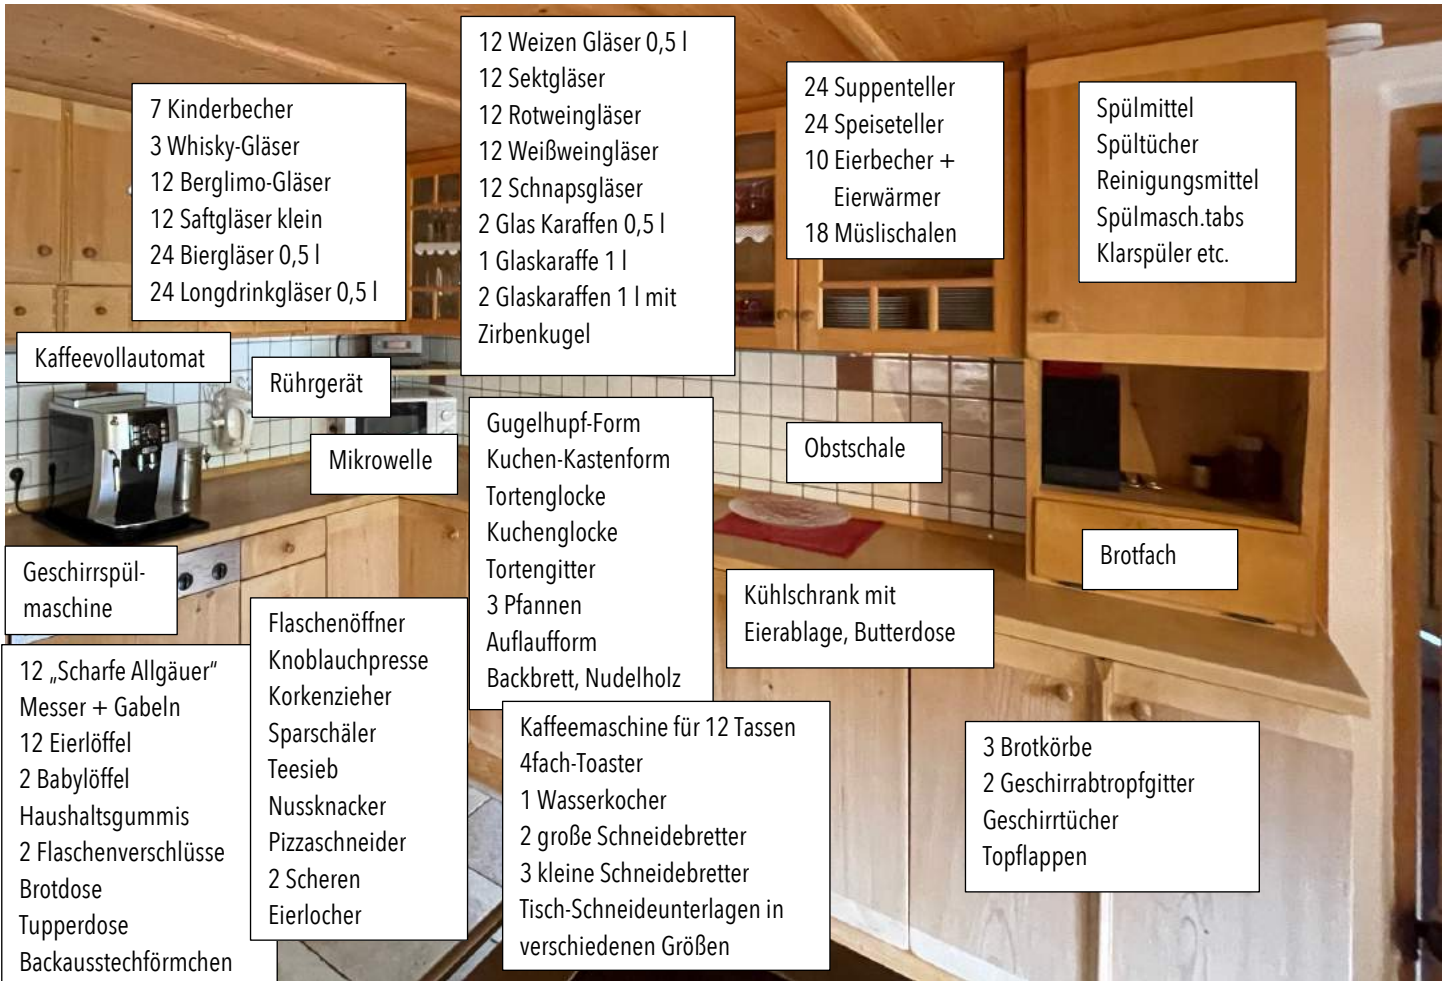 7 Kinderbecher
3 Whisky-Gläser
12 Berglimo-Gläser
12 Saftgläser klein
24 Biergläser 0,5 l
24 Longdrinkgläser 0,5 l
12 Weizen Gläser 0,5 l
12 Sektgläser
12 Rotweingläser
12 Weißweingläser
12 Schnapsgläser
2 Glas Karaffen 0,5 l
1 Glaskaraffe 1 l
2 Glaskaraffen 1 l mit
Zirbenkugel
24 Suppenteller
24 Speiseteller
10 Eierbecher +
Eierwärmer
18 Müslischalen
Spülmittel
Spültücher
Reinigungsmittel
Spülmasch.tabs
Klarspüler etc.
Kaffeevollautomat
Rührgerät
Mikrowelle
Gugelhupf-Form
Kuchen-Kastenform
Tortenglocke
Kuchenglocke
Tortengitter
3 Pfannen
Auflaufform
Backbrett, Nudelholz
Obstschale
Brotfach
Geschirrspül-
maschine
Kühlschrank mit
Eierablage, Butterdose
12 „Scharfe Allgäuer“
Messer + Gabeln
12 Eierlöffel
2 Babylöffel
Haushaltsgummis
2 Flaschenverschlüsse
Brotdose
Tupperdose
Backausstechförmchen
Flaschenöffner
Knoblauchpresse
Korkenzieher
Sparschäler
Teesieb
Nussknacker
Pizzaschneider
2 Scheren
Eierlocher
Kaffeemaschine für 12 Tassen
4fach-Toaster
1 Wasserkocher
2 große Schneidebretter
3 kleine Schneidebretter
Tisch-Schneideunterlagen in
verschiedenen Größen
3 Brotkörbe
2 Geschirrabtropfgitter
Geschirrtücher
Topflappen